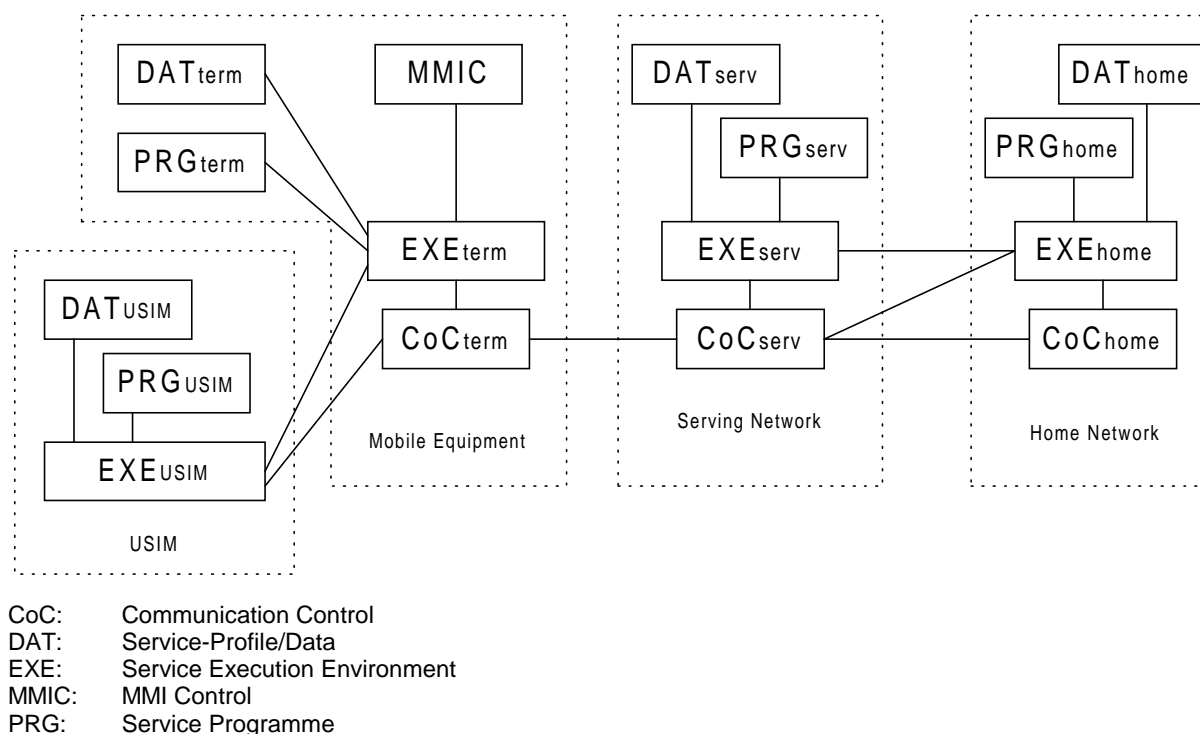 DATterm
MMIC
DATserv
DAThome
PRGterm
PRGserv
PRGhome
EXEterm
EXEserv
EXEhome
DATUSIM
CoCterm
CoCserv
CoChome
PRGUSIM
Mobile Equipment
Serving Network
Home Network
EXEUSIM
USIM
CoC: Communication Control
DAT: Service-Profile/Data
EXE: Service Execution Environment
MMIC: MMI Control
PRG: Service Programme